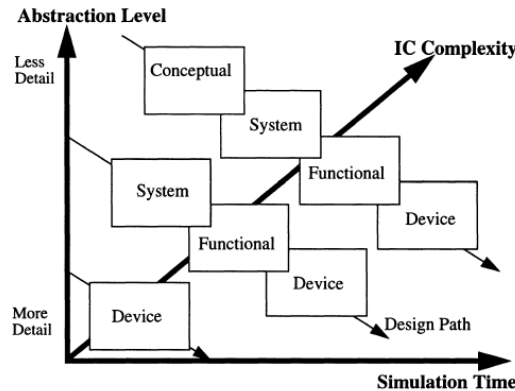 Abstraction Level
Less
Detail
IC Complexity
Conceptual
System
Functional
Device
System
Functional
Device
Device
More
Detail
Design Path
Simulation Time